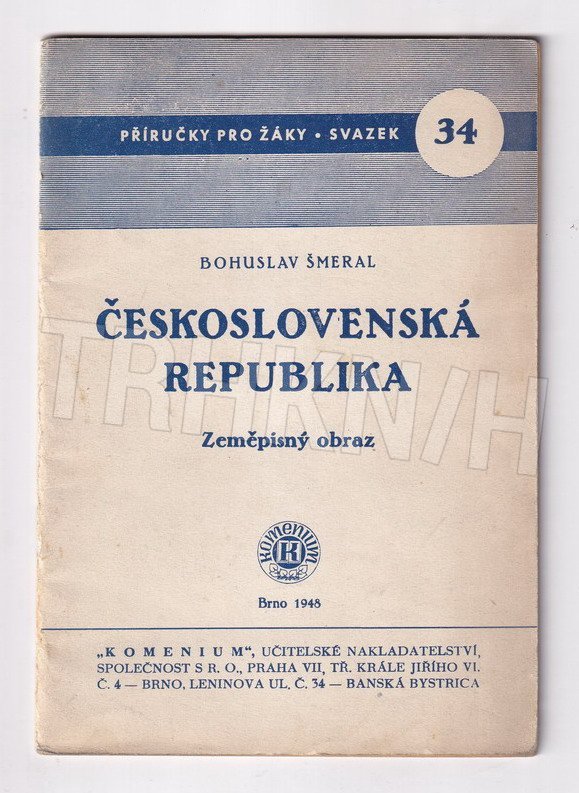 PŘÍRUČKY PRO ŽÁKY • SVAZEK 34
BOHUSLAV ŠMERAL
ČESKOSLOVENSKÁ
REPUBLIKA
Zeměpisný obraz
TRHKN/H
komenium
K
Brno 1948
„KOMENIUM“, UČITELSKÉ NAKLADATELSTVÍ,
SPOLEČNOST S R. O., PRAHA VII, TŘ. KRÁLE JIŘÍHO VI.
Č. 4 — BRNO, LENINOVA UL. Č. 34 — BANSKÁ BYSTRICA